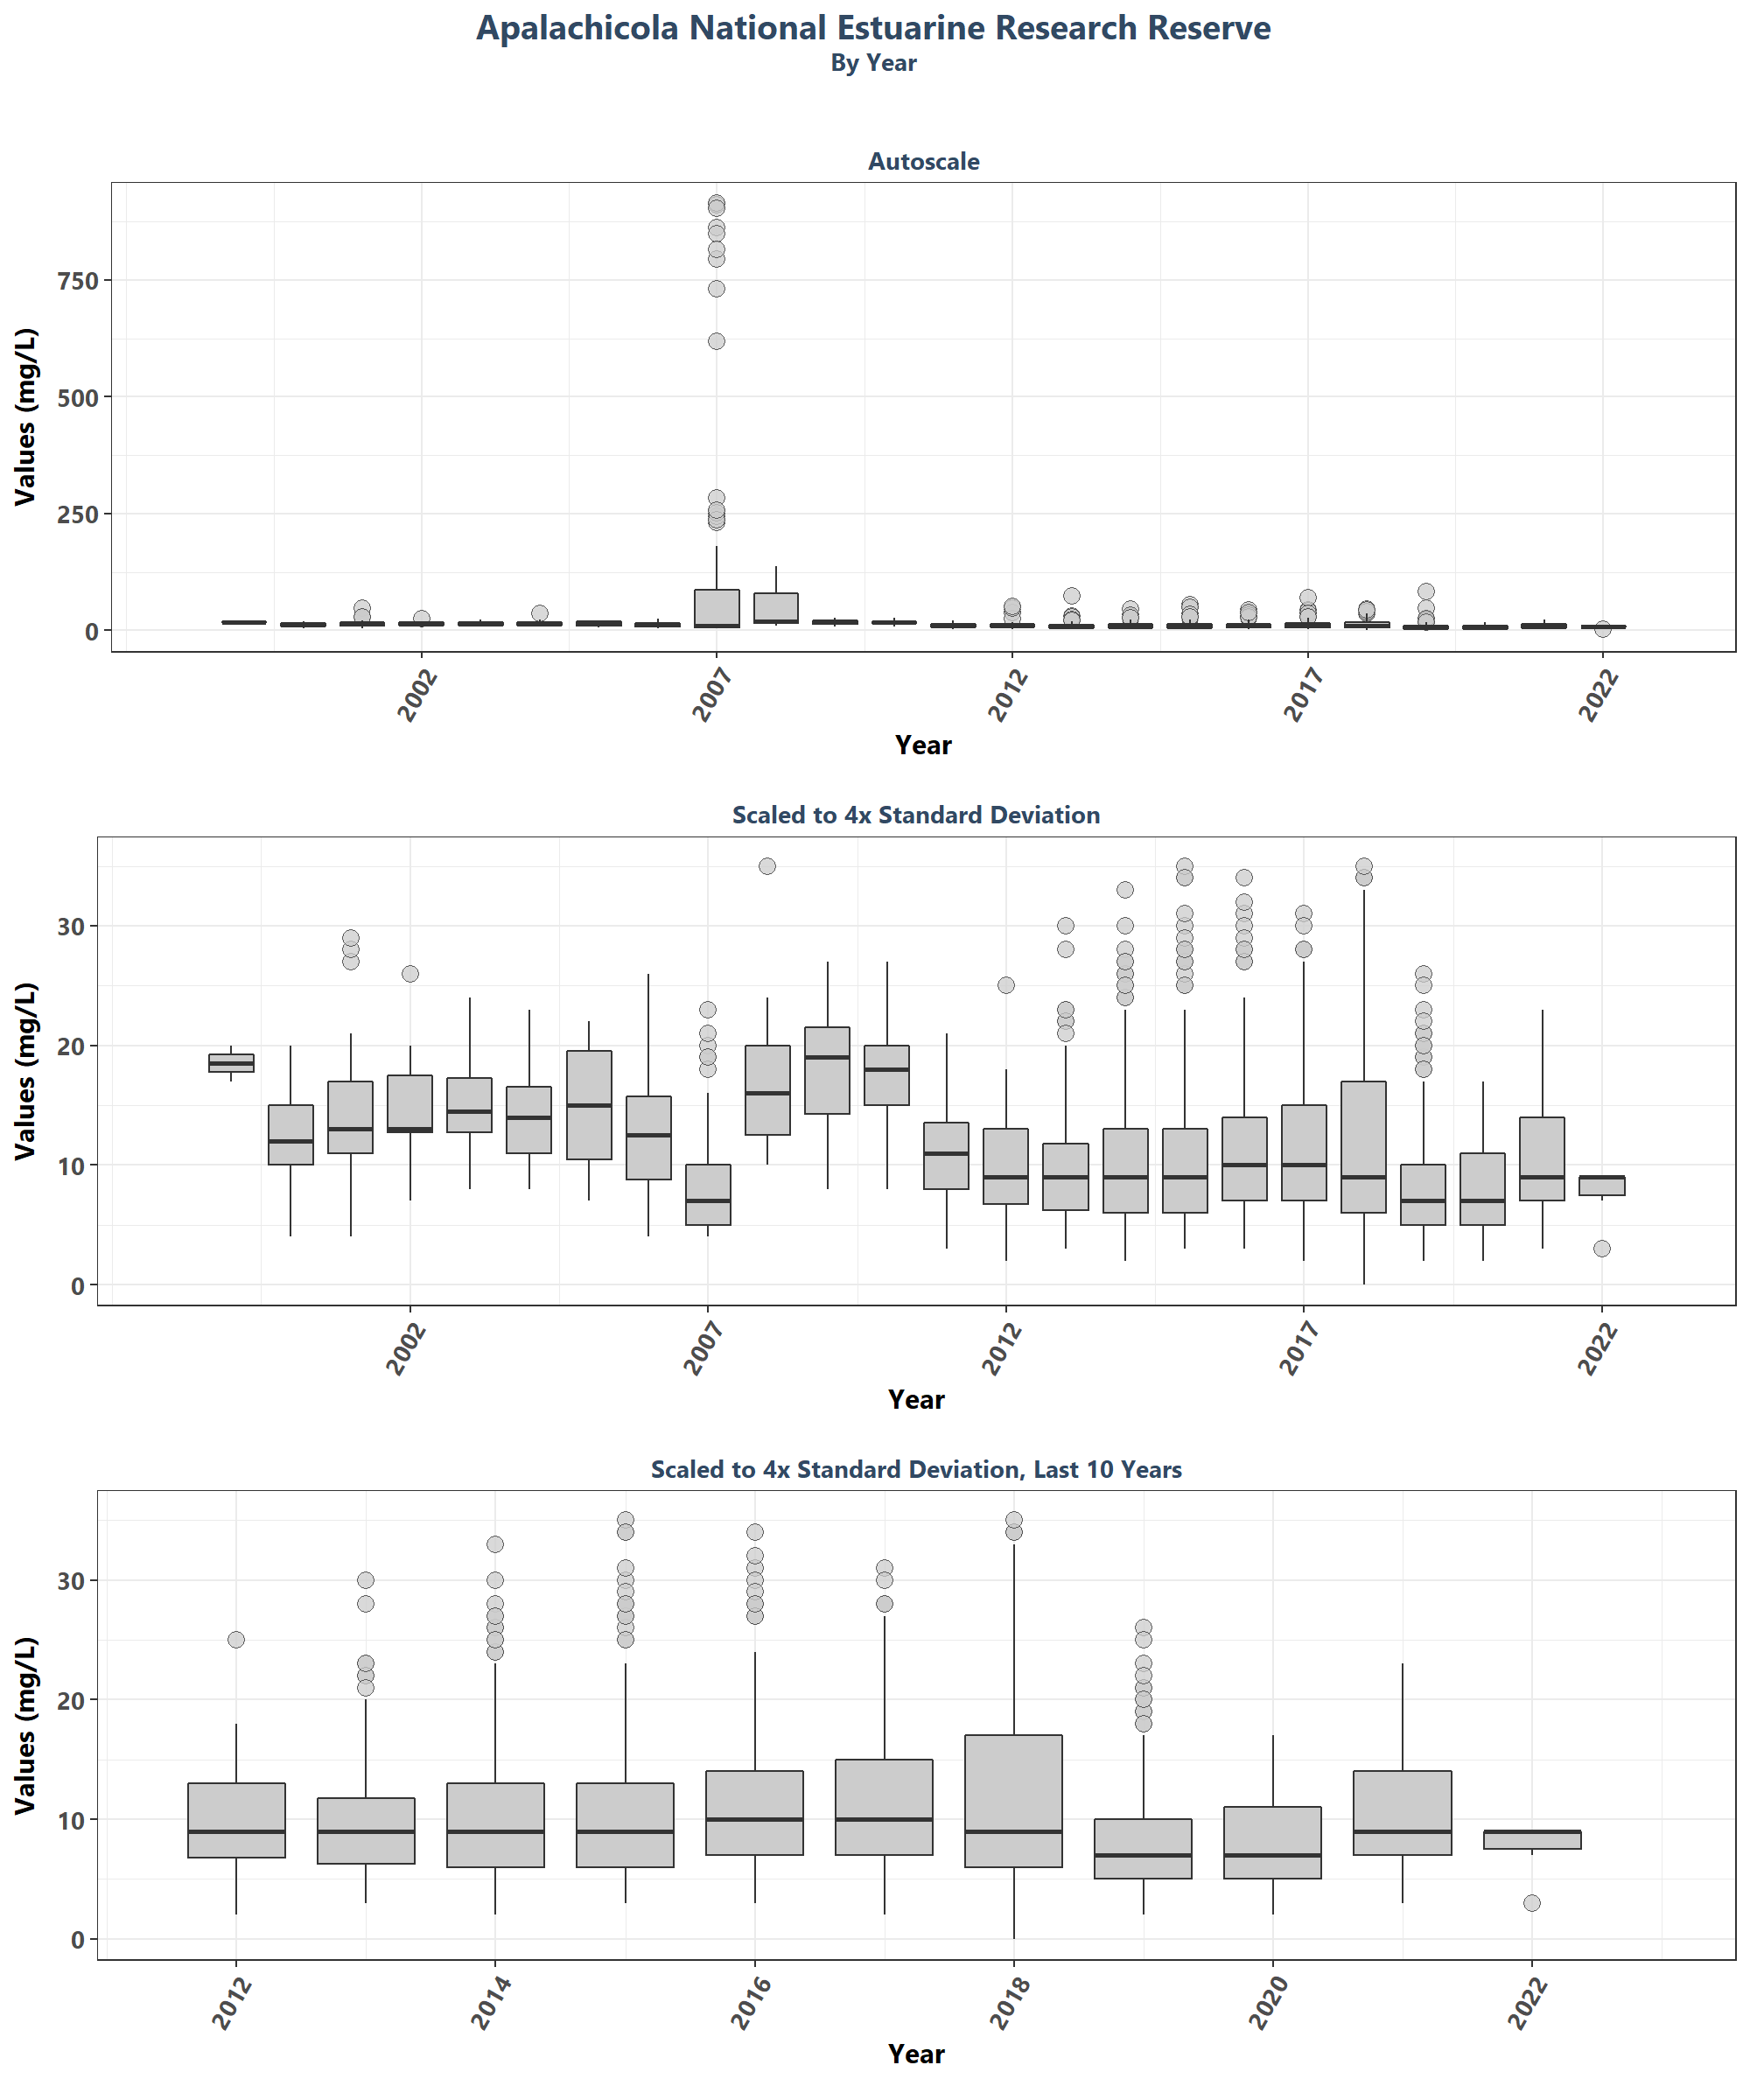 Apalachicola National Estuarine Research Reserve
By Year
Autoscale
Values (mg/L)
750
500
250
0
2002
2007
2012
2017
2022
Year
Scaled to 4x Standard Deviation
Values (mg/L)
30
20
10
0
2002
2007
2012
2017
2022
Year
Scaled to 4x Standard Deviation, Last 10 Years
Values (mg/L)
30
20
10
0
2012
2014
2016
2018
2020
2022
Year